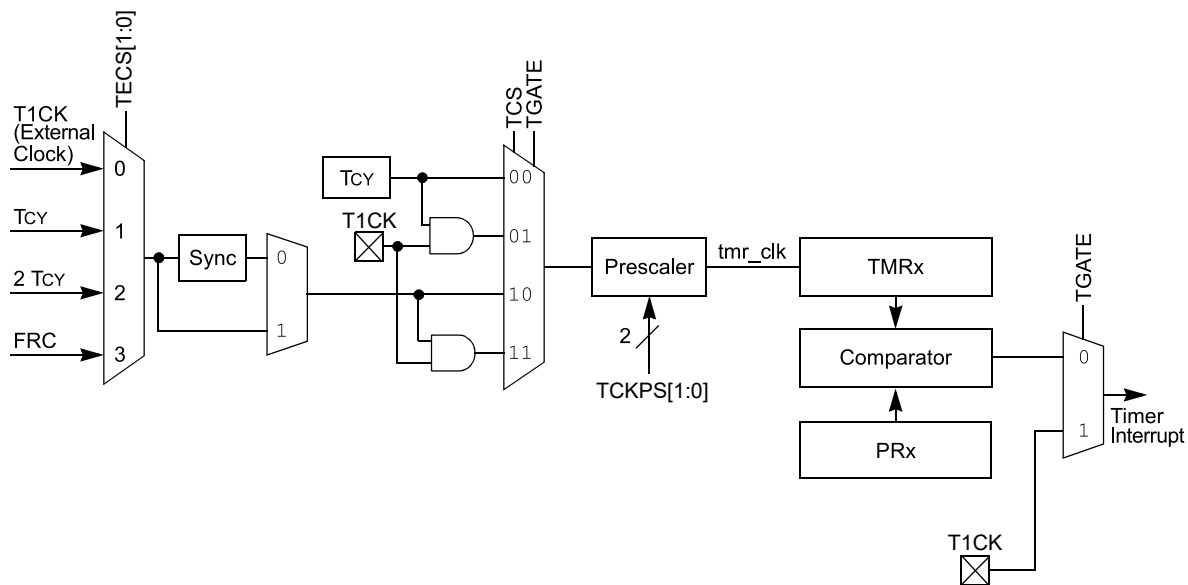 TECS[1:0]
T1CK
(External
Clock)
0
TCY
1
2 TCY
2
FRC
3
Sync
0
1
TCY
T1CK
TCS
TGATE
00
01
10
11
Prescaler
2
TCKPS[1:0]
tmr_clk
TMRx
Comparator
PRx
TGATE
0
1
Timer
Interrupt
T1CK